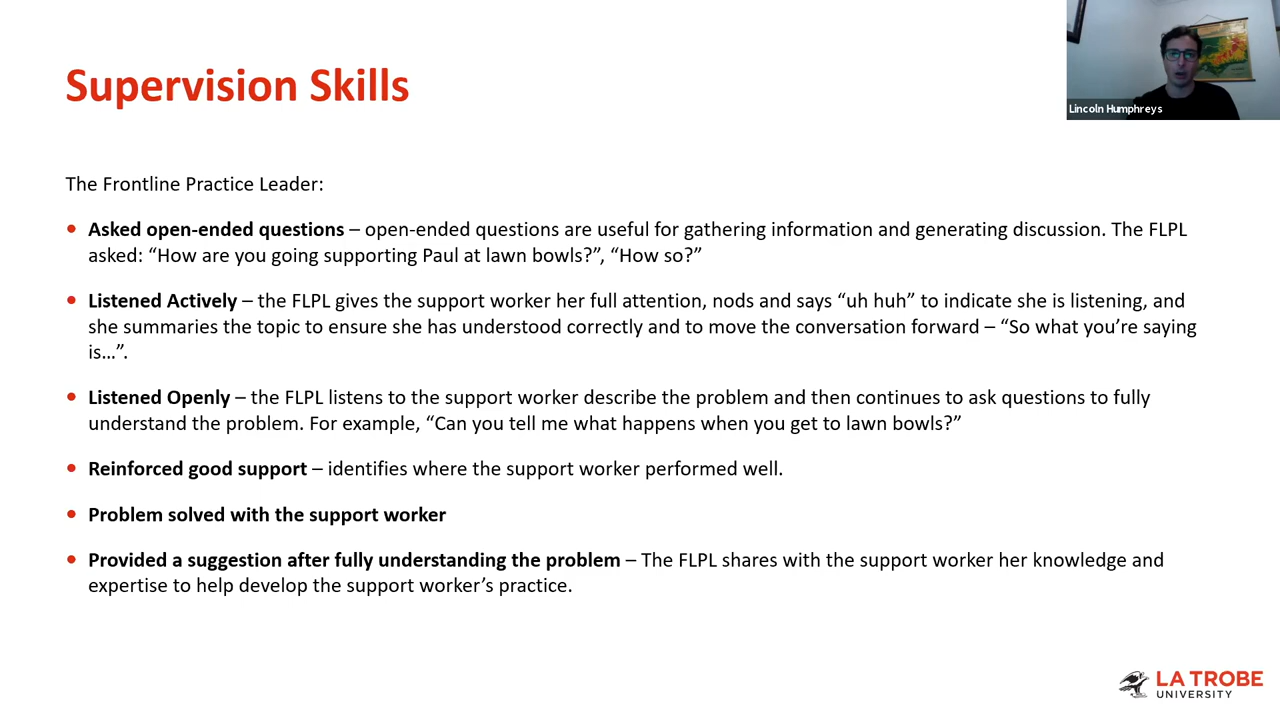 Supervision Skills
Lincoln Humphreys
The Frontline Practice Leader:
• Asked open-ended questions – open-ended questions are useful for gathering information and generating discussion. The FLPL
asked: “How are you going supporting Paul at lawn bowls?”, “How so?”
• Listened Actively – the FLPL gives the support worker her full attention, nods and says “uh huh” to indicate she is listening, and
she summaries the topic to ensure she has understood correctly and to move the conversation forward – “So what you’re saying
is…”.
• Listened Openly – the FLPL listens to the support worker describe the problem and then continues to ask questions to fully
understand the problem. For example, “Can you tell me what happens when you get to lawn bowls?”
• Reinforced good support – identifies where the support worker performed well.
• Problem solved with the support worker
• Provided a suggestion after fully understanding the problem – The FLPL shares with the support worker her knowledge and
expertise to help develop the support worker’s practice.
LA TROBE
UNIVERSITY